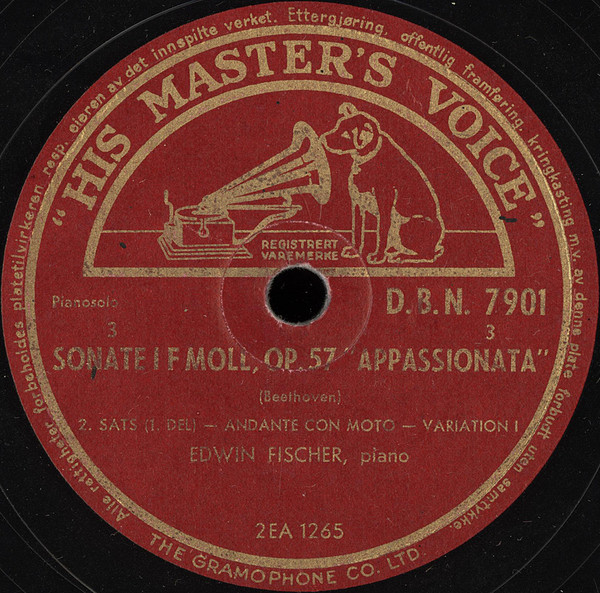 Alle rettigheter forbeholdes platetilvirkeren resp. eieren av det innspilte verket. Ettergjøring, offentlig framføring, kringkasting m.v. av denne plate forbudt uten samtykke.
"HIS MASTER'S VOICE"
REGISTRERT
VAREMERKE
Pianosolo
D.B.N. 7901
3
3
SONATE I F MOLL, OP. 57 "APPASSIONATA"
(Beethoven)
2. SATS (1. DEL) — ANDANTE CON MOTO — VARIATION I
EDWIN FISCHER, piano
2EA 1265
THE GRAMOPHONE CO. LTD.